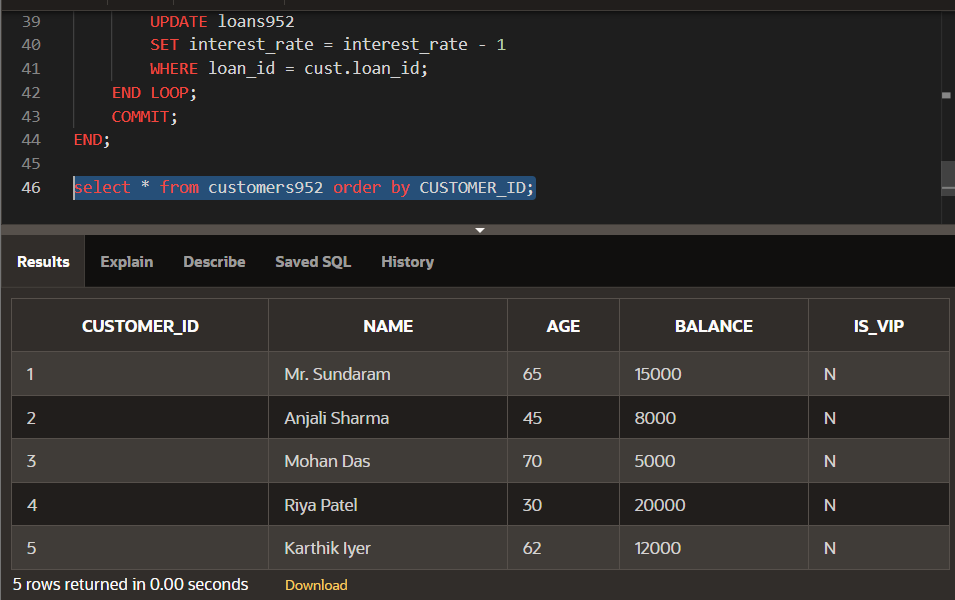 39 UPDATE loans952
40 SET interest_rate = interest_rate - 1
41 WHERE loan_id = cust.loan_id;
42 END LOOP;
43 COMMIT;
44 END;
45
46 select * from customers952 order by CUSTOMER_ID;
Results Explain Describe Saved SQL History
CUSTOMER_ID NAME AGE BALANCE IS_VIP
1 Mr. Sundaram 65 15000 N
2 Anjali Sharma 45 8000 N
3 Mohan Das 70 5000 N
4 Riya Patel 30 20000 N
5 Karthik Iyer 62 12000 N
5 rows returned in 0.00 seconds Download